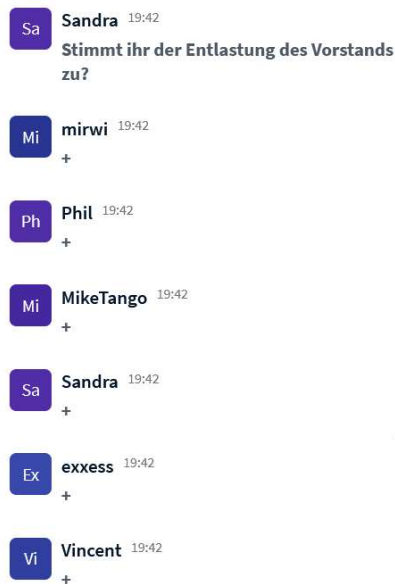 Sa
Sandra 19:42
Stimmt ihr der Entlastung des Vorstands
zu?
Mi
mirwi 19:42
+
Ph
Phil 19:42
+
Mi
MikeTango 19:42
+
Sa
Sandra 19:42
+
Ex
exxess 19:42
+
Vi
Vincent 19:42
+